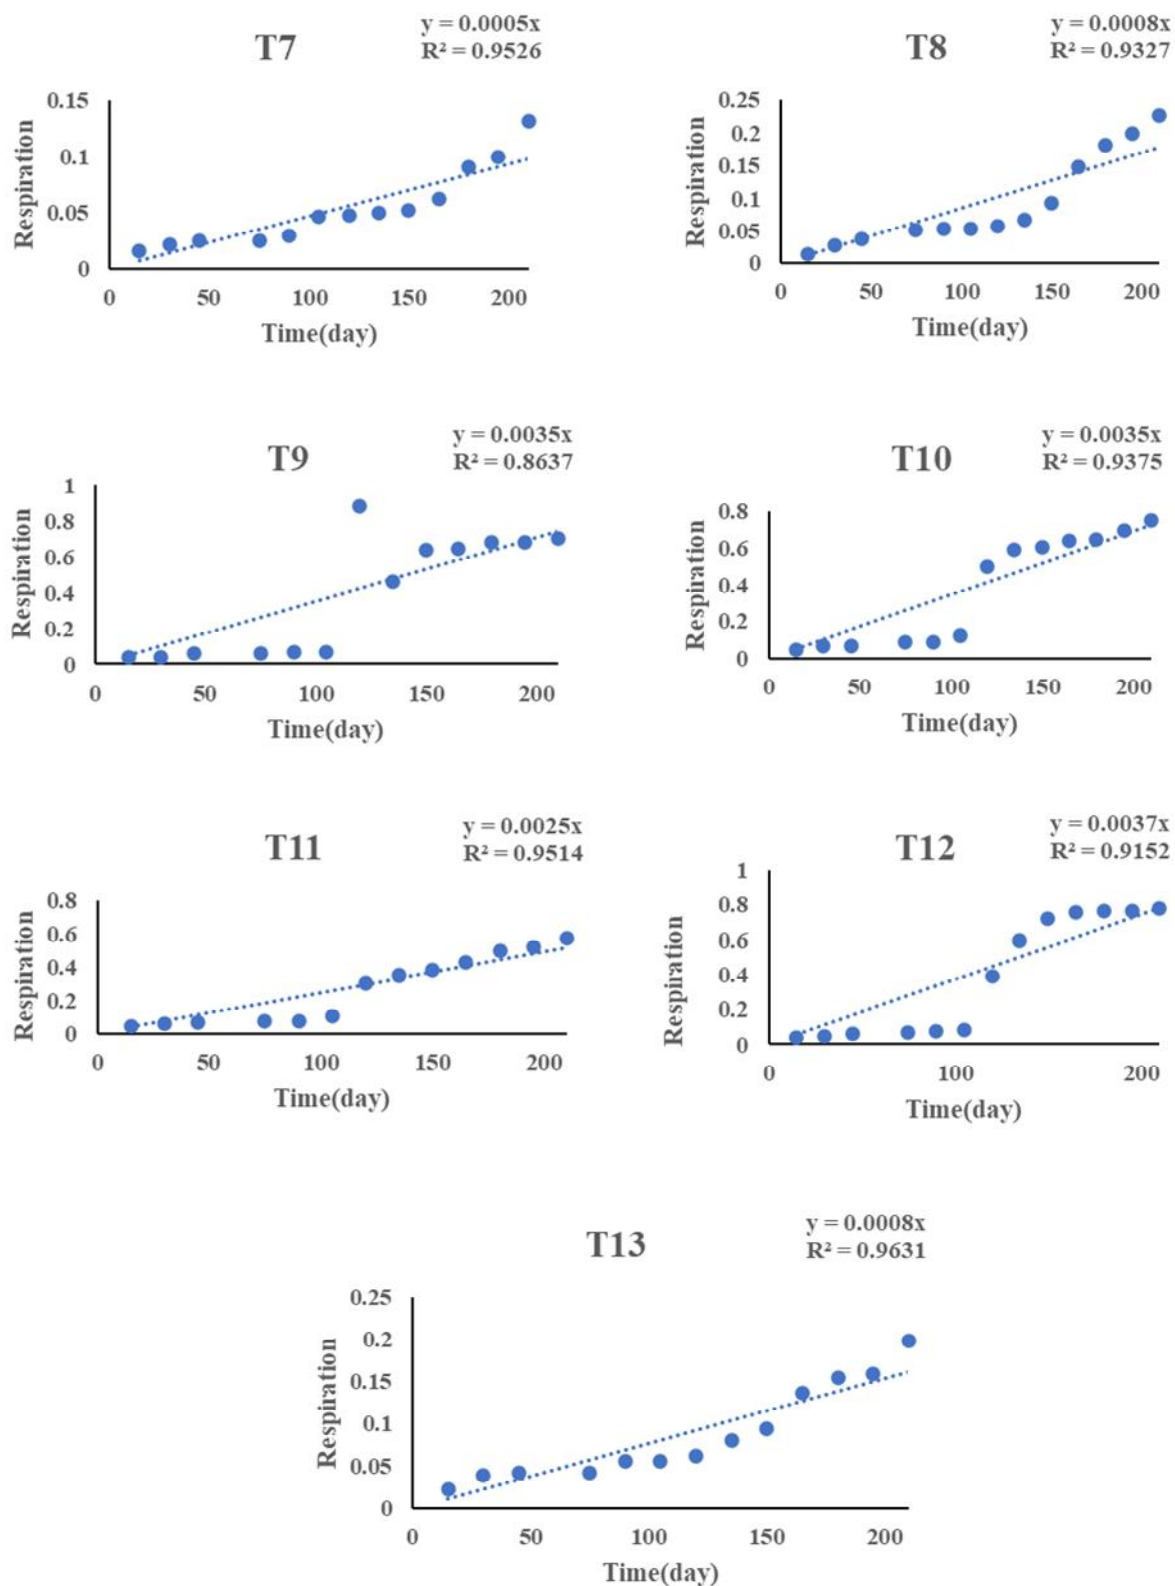 T7
y = 0.0005x
R² = 0.9526
0.15
0.1
0.05
0
Respiration
0 50 100 150 200
Time(day)
T8
y = 0.0008x
R² = 0.9327
0.25
0.2
0.15
0.1
0.05
0
Respiration
0 50 100 150 200
Time(day)
T9
y = 0.0035x
R² = 0.8637
1
0.8
0.6
0.4
0.2
0
Respiration
0 50 100 150 200
Time(day)
T10
y = 0.0035x
R² = 0.9375
0.8
0.6
0.4
0.2
0
Respiration
0 50 100 150 200
Time(day)
T11
y = 0.0025x
R² = 0.9514
0.8
0.6
0.4
0.2
0
Respiration
0 50 100 150 200
Time(day)
T12
y = 0.0037x
R² = 0.9152
1
0.8
0.6
0.4
0.2
0
Respiration
0 100 200
Time(day)
T13
y = 0.0008x
R² = 0.9631
0.25
0.2
0.15
0.1
0.05
0
Respiration
0 50 100 150 200
Time(day)